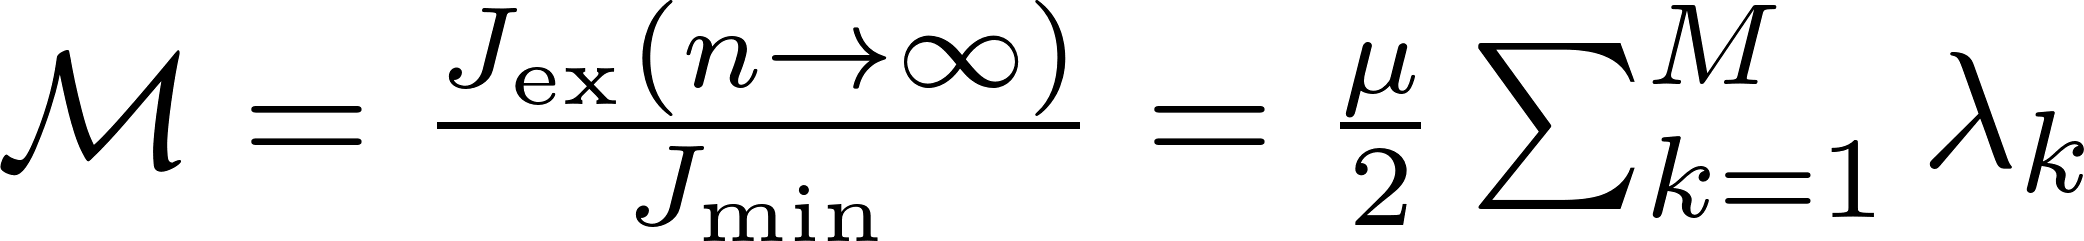 ℳ = J_ex(n→∞) / J_min = μ/2 ∑_{k=1}^{M} λ_k